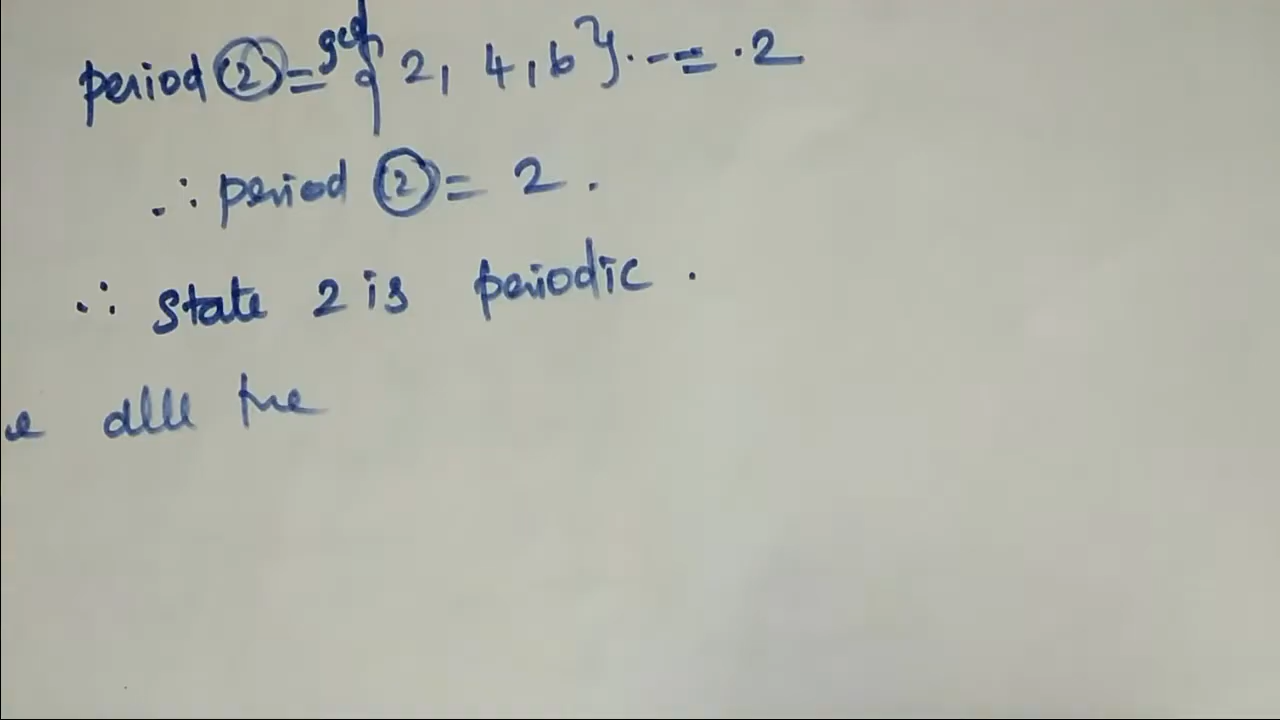 period ② = gcd { 2, 4, 6 } . -- = . 2
∴ period ② = 2 .
∴ state 2 is periodic .
all the